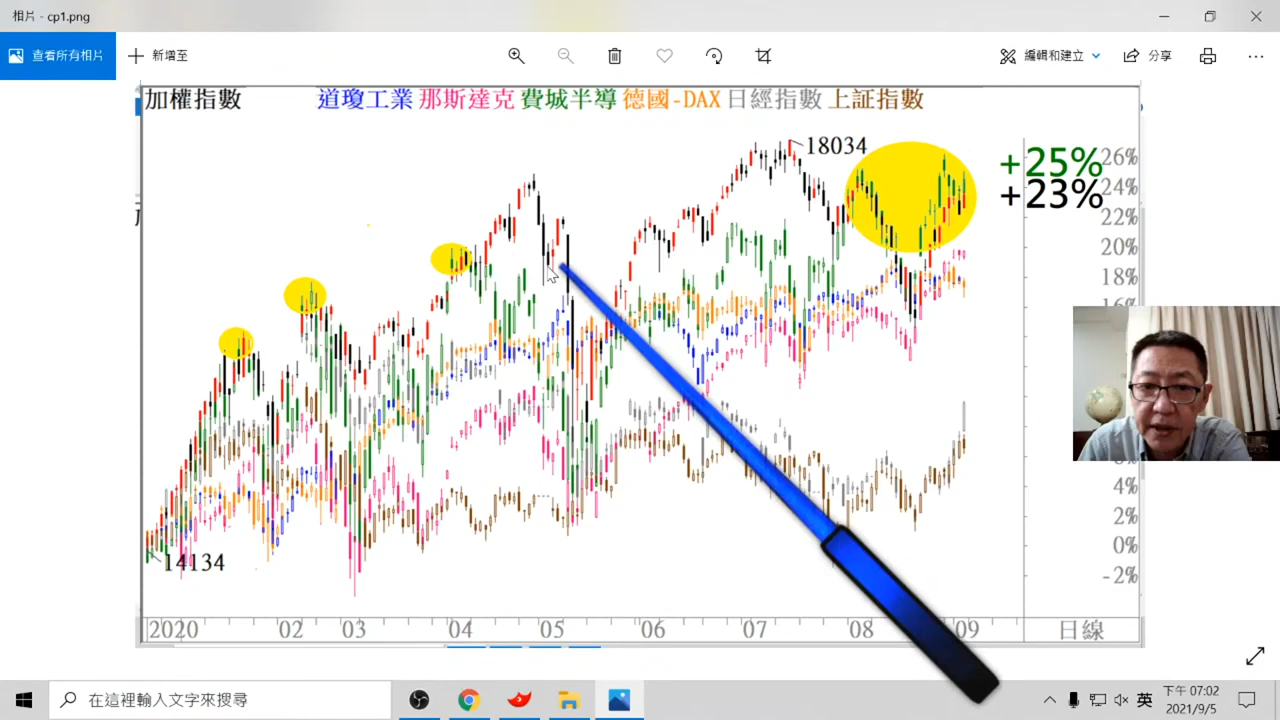 相片 - cp1.png
查看所有相片
新增至
編輯和建立
分享
加權指數 道瓊工業 那斯達克 費城半導 德國-DAX 日經指數 上証指數
18034
+25%
+23%
26%
24%
22%
20%
18%
4%
2%
0%
-2%
14134
2020 02 03 04 05 06 07 08 09 日線
在這裡輸入文字來搜尋
英
下午 07:02
2021/9/5